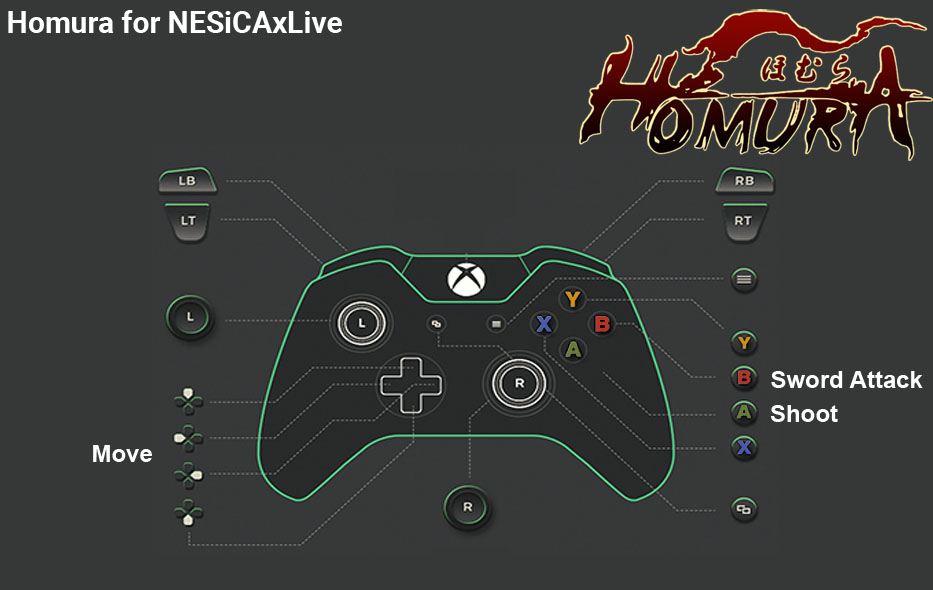 Homura for NESiCAxLive
ほむら
HOMURA
LB
RB
LT
RT
Y
L
L
X
B
Y
A
R
B Sword Attack
A Shoot
Move
X
R